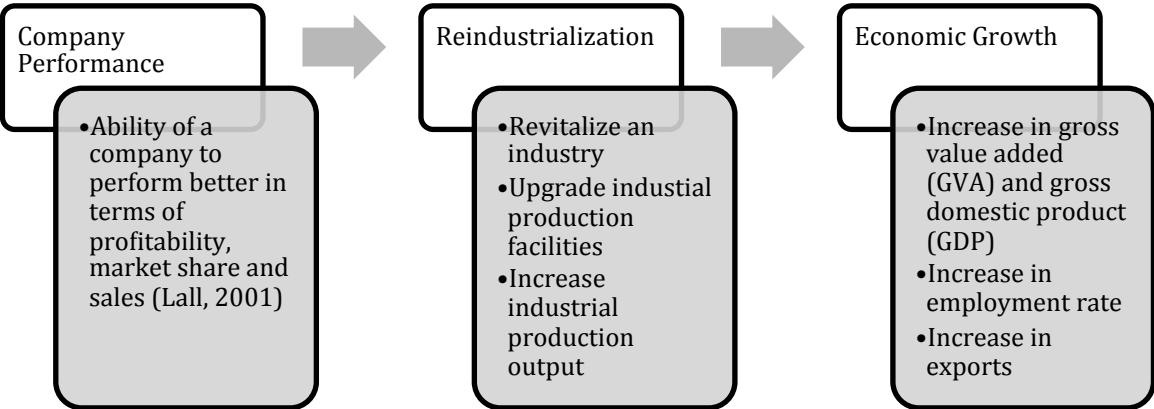 Company
Performance
•Ability of a
company to
perform better in
terms of
profitability,
market share and
sales (Lall, 2001)
Reindustrialization
•Revitalize an
industry
•Upgrade industial
production
facilities
•Increase
industrial
production
output
Economic Growth
•Increase in gross
value added
(GVA) and gross
domestic product
(GDP)
•Increase in
employment rate
•Increase in
exports